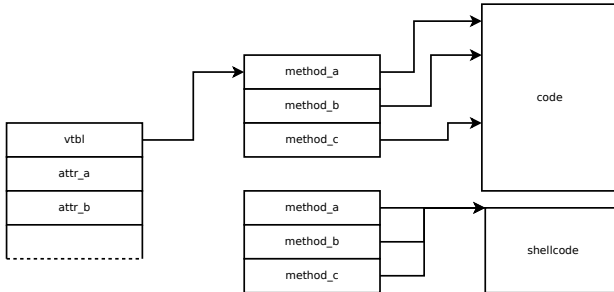 vtbl
attr_a
attr_b
method_a
method_b
method_c
code
method_a
method_b
method_c
shellcode